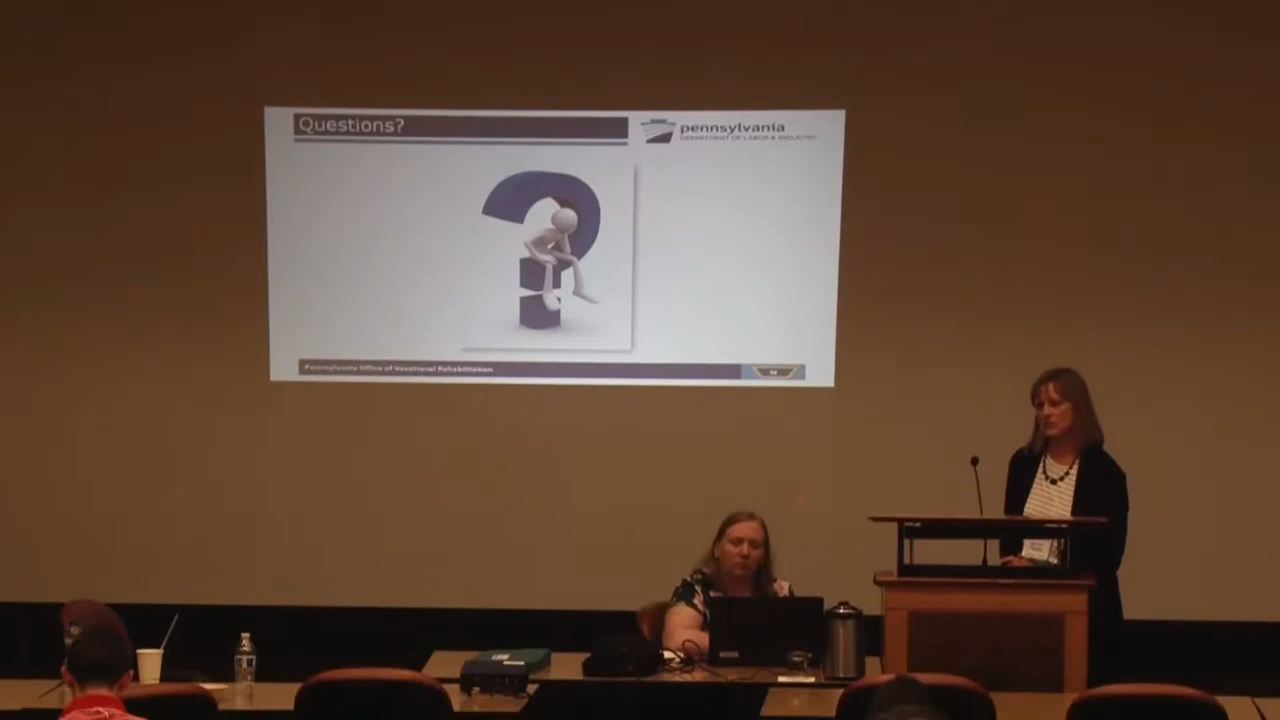 Questions?
pennsylvania
DEPARTMENT OF LABOR & INDUSTRY
Pennsylvania Office of Vocational Rehabilitation